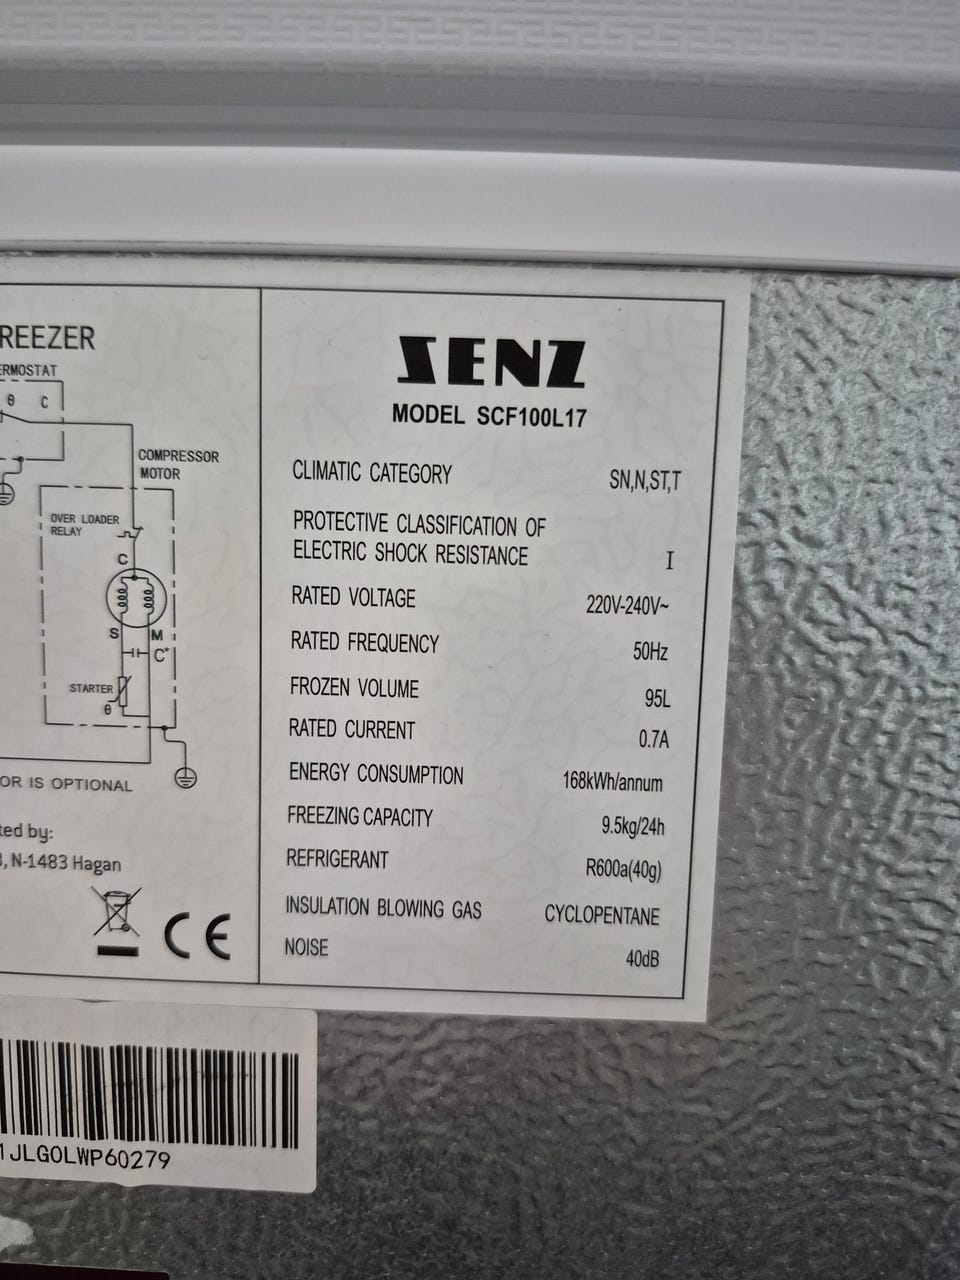 REEZER
ERMOSTAT
θ C
COMPRESSOR
MOTOR
OVER LOADER
RELAY
C
S M
C*
STARTER
θ
OR IS OPTIONAL
ted by:
3, N-1483 Hagan
CE
1JLG0LWP60279
SENZ
MODEL SCF100L17
CLIMATIC CATEGORY SN,N,ST,T
PROTECTIVE CLASSIFICATION OF
ELECTRIC SHOCK RESISTANCE I
RATED VOLTAGE 220V-240V~
RATED FREQUENCY 50Hz
FROZEN VOLUME 95L
RATED CURRENT 0.7A
ENERGY CONSUMPTION 168kWh/annum
FREEZING CAPACITY 9.5kg/24h
REFRIGERANT R600a(40g)
INSULATION BLOWING GAS CYCLOPENTANE
NOISE 40dB